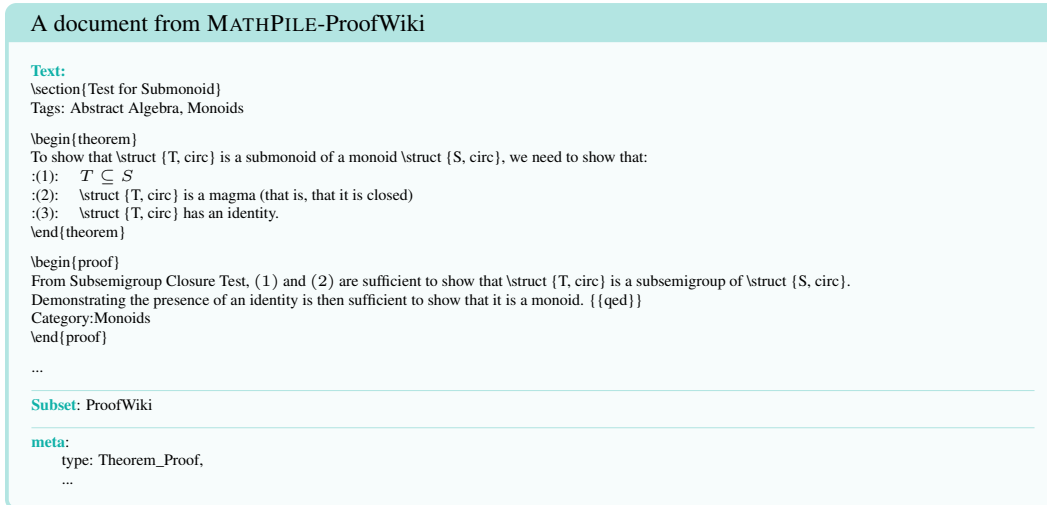 A document from MATHPILE-ProofWiki
Text:
\section{Test for Submonoid}
Tags: Abstract Algebra, Monoids
\begin{theorem}
To show that \struct {T, circ} is a submonoid of a monoid \struct {S, circ}, we need to show that:
:(1): T ⊆ S
:(2): \struct {T, circ} is a magma (that is, that it is closed)
:(3): \struct {T, circ} has an identity.
\end{theorem}
\begin{proof}
From Subsemigroup Closure Test, (1) and (2) are sufficient to show that \struct {T, circ} is a subsemigroup of \struct {S, circ}.
Demonstrating the presence of an identity is then sufficient to show that it is a monoid. {{qed}}
Category:Monoids
\end{proof}
...
Subset: ProofWiki
meta:
type: Theorem_Proof,
...